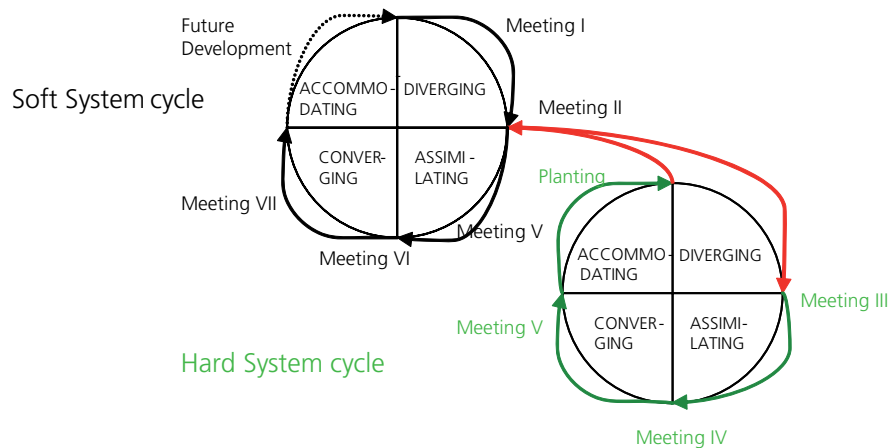 Future
Development
Meeting I
Soft System cycle
ACCOMMO-
DATING
DIVERGING
Meeting II
CONVER-
GING
ASSIMI-
LATING
Planting
Meeting VII
Meeting V
Meeting VI
ACCOMMO-
DATING
DIVERGING
Meeting III
Meeting V
CONVER-
GING
ASSIMI-
LATING
Hard System cycle
Meeting IV